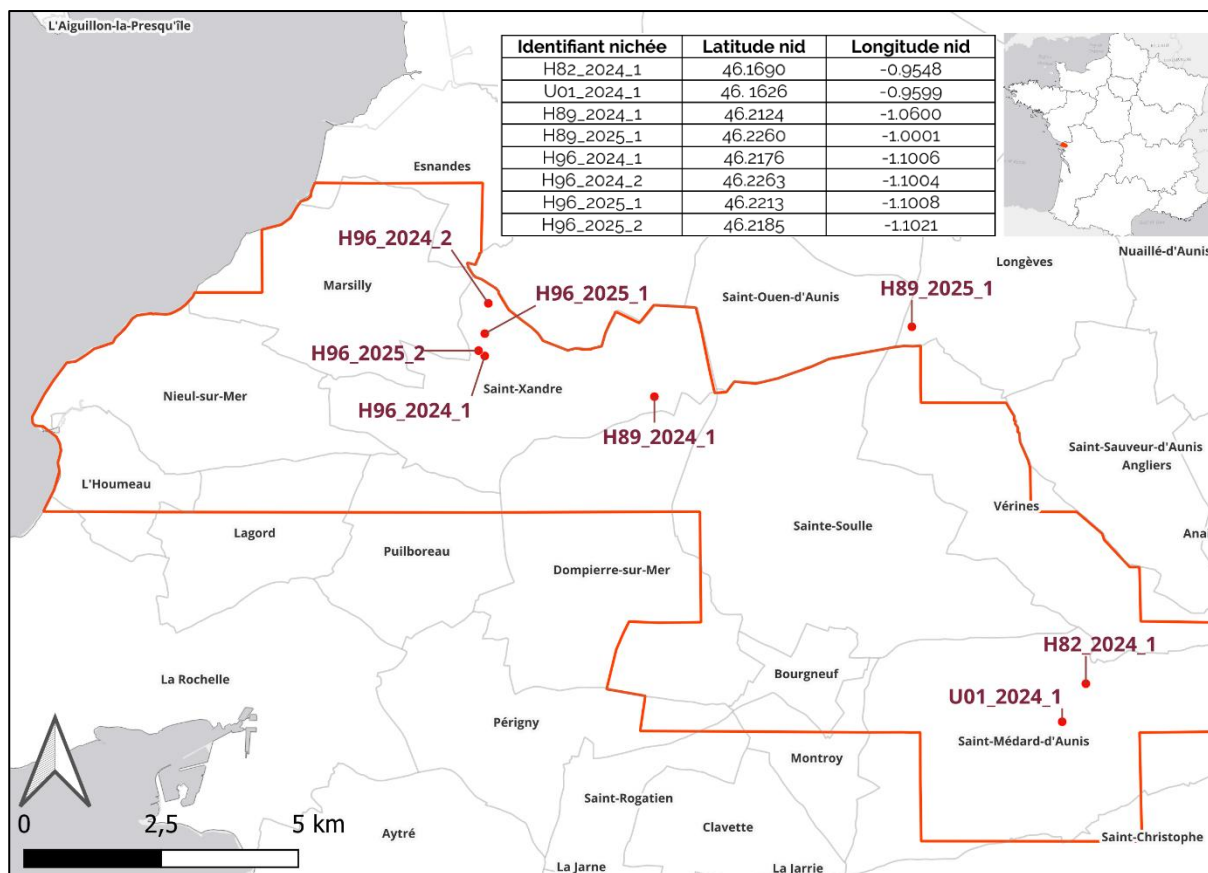 L'Aiguillon-la-Presqu'île
Identifiant nichée Latitude nid Longitude nid
H82_2024_1 46.1690 -0.9548
U01_2024_1 46. 1626 -0.9599
H89_2024_1 46.2124 -1.0600
H89_2025_1 46.2260 -1.0001
H96_2024_1 46.2176 -1.1006
H96_2024_2 46.2263 -1.1004
H96_2025_1 46.2213 -1.1008
H96_2025_2 46.2185 -1.1021
Esnandes
H96_2024_2
Nuaillé-d'Aunis
Longèves
Marsilly
H96_2025_1
Saint-Ouen-d'Aunis
H89_2025_1
H96_2025_2
Saint-Xandre
Nieul-sur-Mer
H96_2024_1
H89_2024_1
Saint-Sauveur-d'Aunis
Angliers
L'Houmeau
Vérines
Lagord
Sainte-Soulle
Anai
Puilboreau
Dompierre-sur-Mer
H82_2024_1
La Rochelle
Bourgneuf
U01_2024_1
Périgny
Saint-Médard-d'Aunis
Montroy
Saint-Rogatien
0 2,5 5 km
Aytré
Clavette
Saint-Christophe
La Jarne
La Jarrie